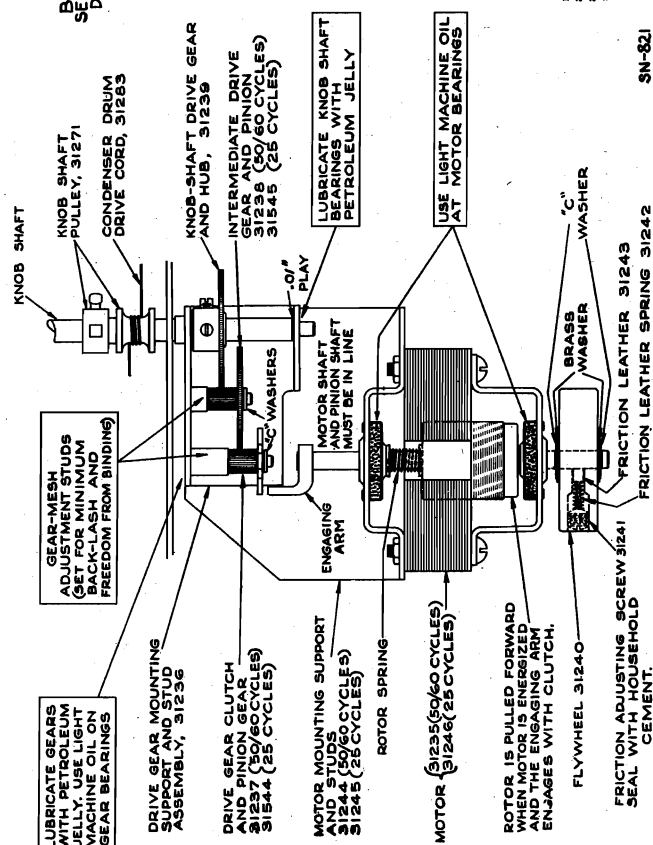 B
SE
D
KNOB SHAFT
KNOB SHAFT
PULLEY, 31271
CONDENSER DRUM
DRIVE CORD, 31283
KNOB-SHAFT DRIVE GEAR
AND HUB, 31239
INTERMEDIATE DRIVE
GEAR AND PINION
31238 (50/60 CYCLES)
31545 (25 CYCLES)
LUBRICATE KNOB SHAFT
BEARINGS WITH
PETROLEUM JELLY
USE LIGHT MACHINE OIL
AT MOTOR BEARINGS
SN-821
GEAR-MESH
ADJUSTMENT STUDS
(SET FOR MINIMUM
BACK-LASH AND
FREEDOM FROM BINDING)
.01"
PLAY
"C" WASHERS
MOTOR SHAFT
AND PINION SHAFT
MUST BE IN LINE
ENGAGING
ARM
BRASS
WASHER
"C"
WASHER
FRICTION LEATHER 31243
FRICTION LEATHER SPRING 31242
LUBRICATE GEARS
WITH PETROLEUM
JELLY. USE LIGHT
MACHINE OIL ON
GEAR BEARINGS
DRIVE GEAR MOUNTING
SUPPORT AND STUD
ASSEMBLY, 31236
DRIVE GEAR CLUTCH
AND PINION GEAR
31237 (50/60 CYCLES)
31544 (25 CYCLES)
MOTOR MOUNTING SUPPORT
AND STUDS
31244 (50/60 CYCLES)
31245 (25 CYCLES)
ROTOR SPRING
MOTOR {31235 (50/60 CYCLES)
31246 (25 CYCLES)
ROTOR IS PULLED FORWARD
WHEN MOTOR IS ENERGIZED
AND THE ENGAGING ARM
ENGAGES WITH CLUTCH.
FLYWHEEL 31240
FRICTION ADJUSTING SCREW 31241
SEAL WITH HOUSEHOLD
CEMENT.